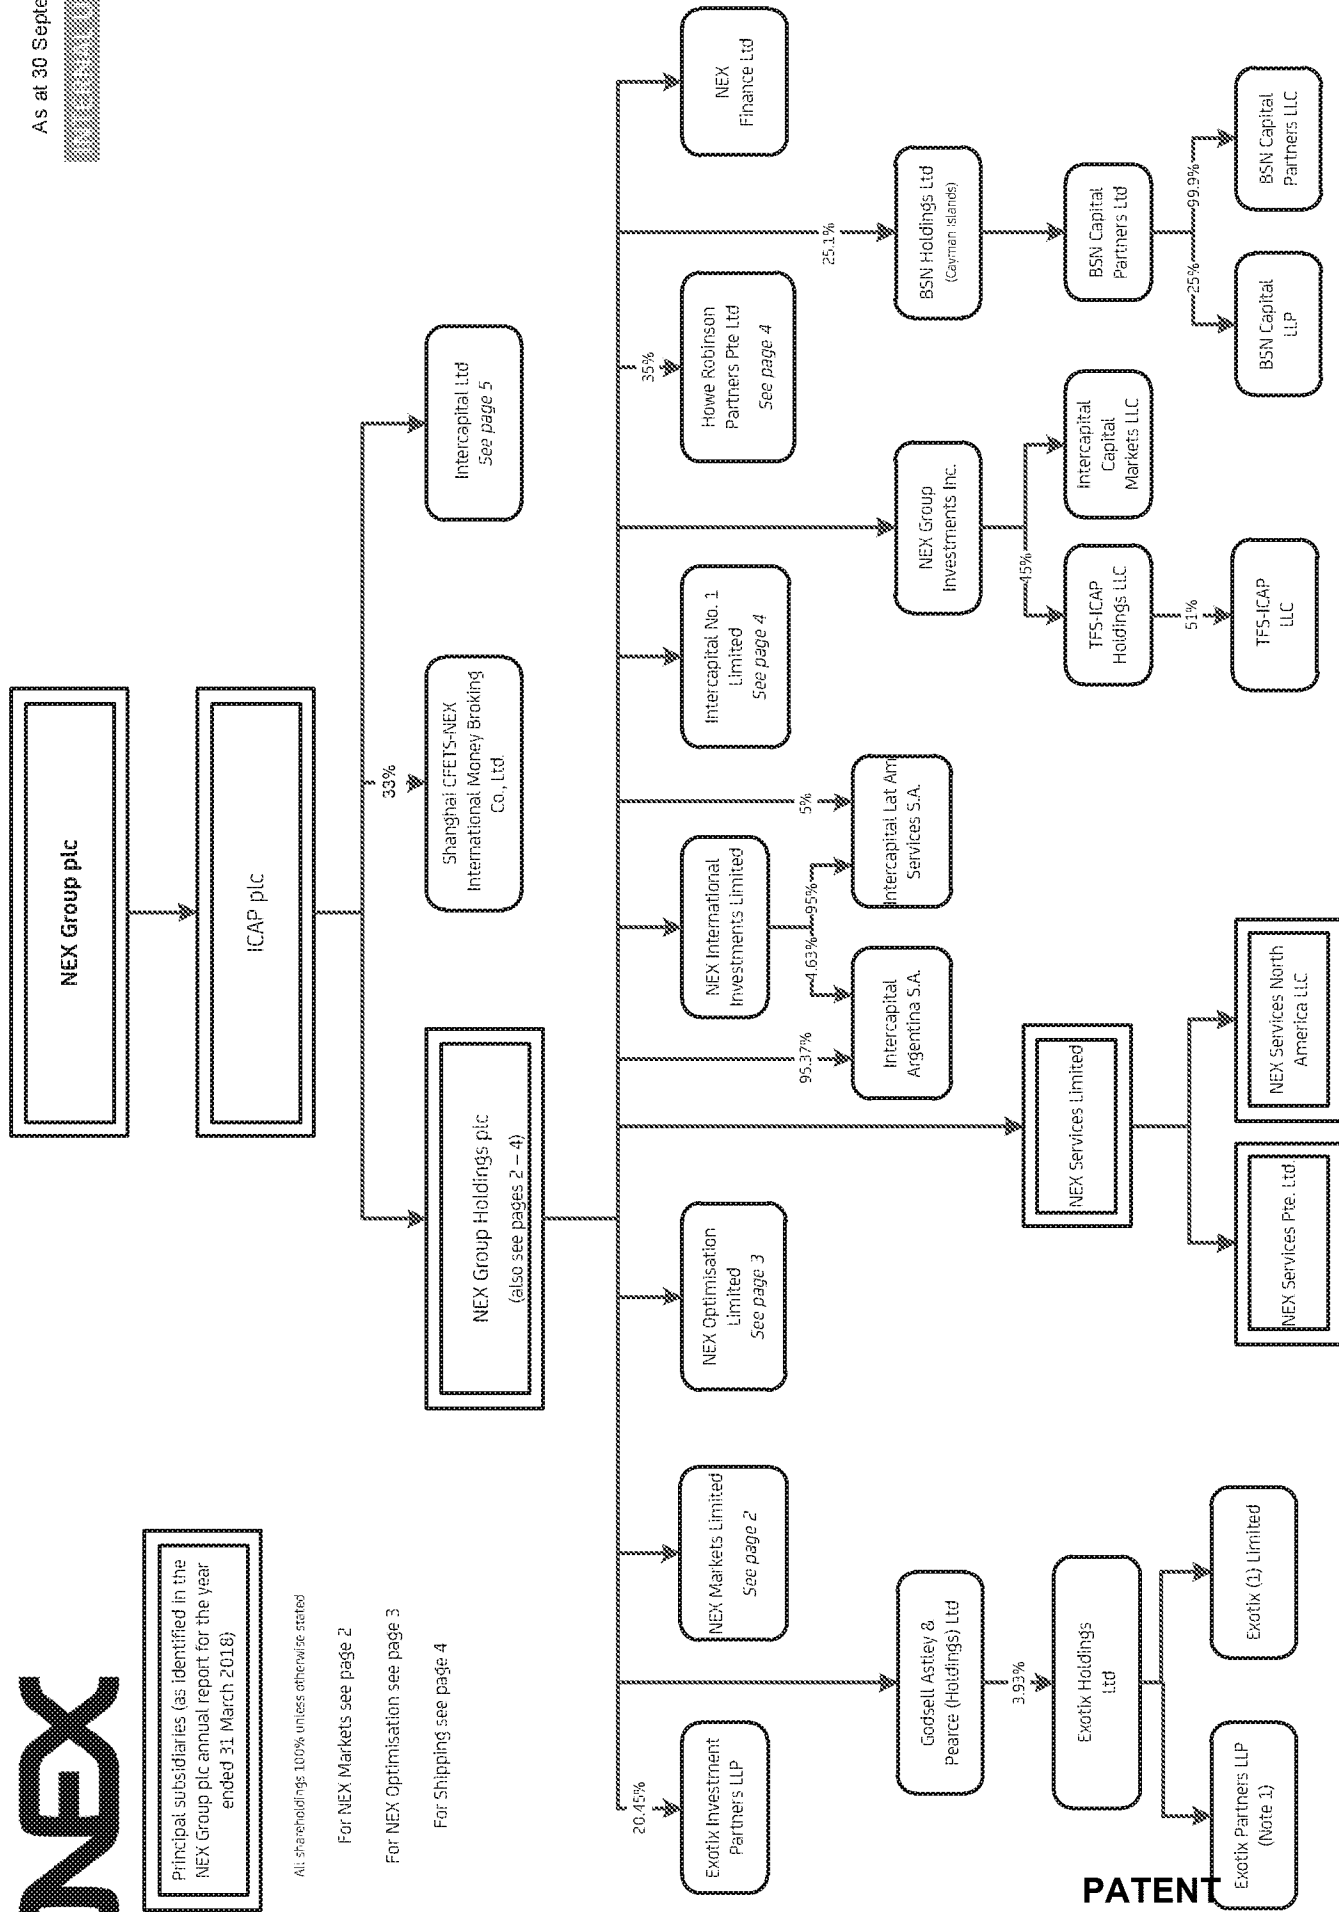 As at 30 Septe
NEX
Principal subsidiaries (as identified in the
NEX Group plc annual report for the year
ended 31 March 2018)
All shareholdings 100% unless otherwise stated
For NEX Markets see page 2
For NEX Optimisation see page 3
For Shipping see page 4
NEX Group plc
ICAP plc
33%
NEX Group Holdings plc
(also see pages 2 – 4)
Shanghai CFETS-NEX
International Money Broking
Co., Ltd.
Intercapital Ltd
See page 5
20.45%
Exotix Investment
Partners LLP
NEX Markets Limited
See page 2
NEX Optimisation
Limited
See page 3
NEX International
Investments Limited
Intercapital No. 1
Limited
See page 4
35%
Howe Robinson
Partners Pte Ltd
See page 4
NEX
Finance Ltd
95.37%
4.63%
95%
5%
Intercapital
Argentina S.A.
Intercapital Lat Am
Services S.A.
25.1%
Godsell Astley &
Pearce (Holdings) Ltd
NEX Group
Investments Inc.
BSN Holdings Ltd
(Cayman Islands)
3.93%
Exotix Holdings
Ltd
NEX Services Limited
45%
TFS-ICAP
Holdings LLC
Intercapital
Capital
Markets LLC
BSN Capital
Partners Ltd
51%
25%
99.9%
Exotix Partners LLP
(Note 1)
Exotix (1) Limited
NEX Services Pte. Ltd.
NEX Services North
America LLC
TFS-ICAP
LLC
BSN Capital
LLP
BSN Capital
Partners LLC
PATENT